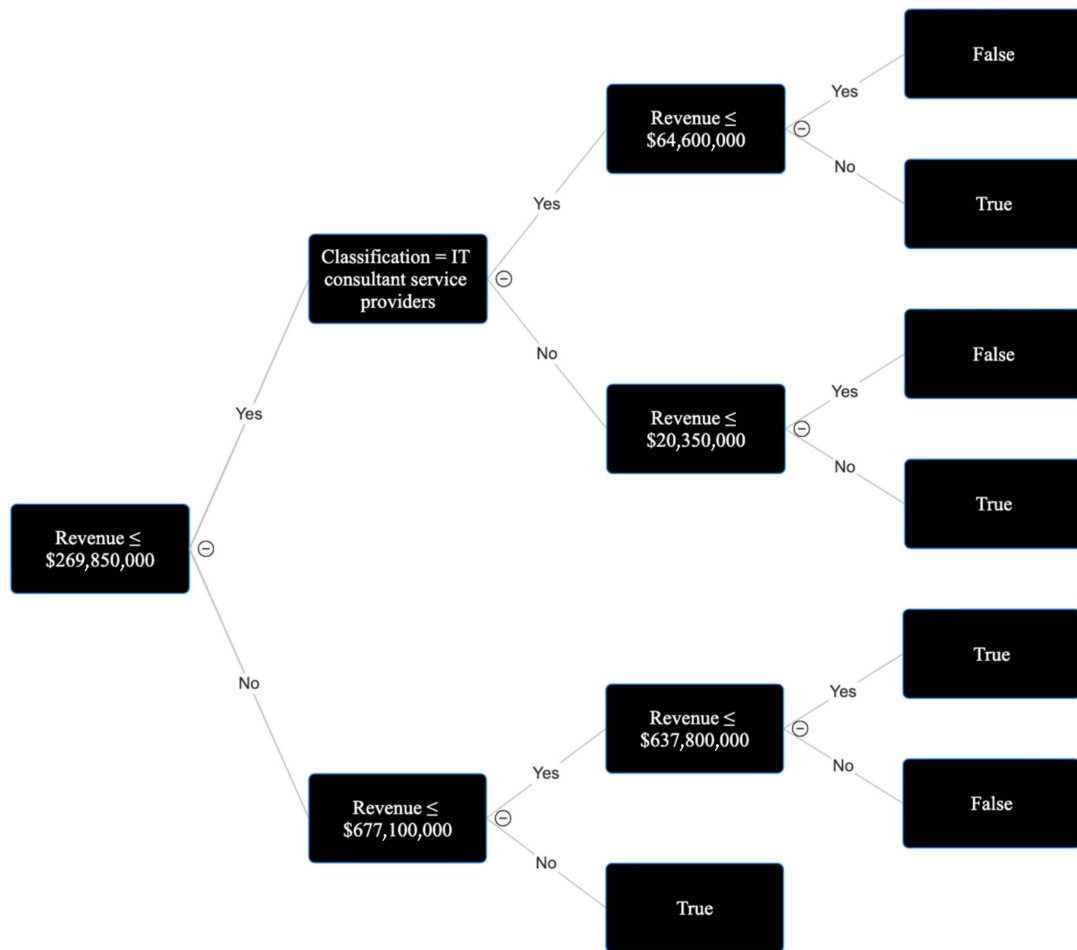 Revenue ≤
$269,850,000
Yes
No
Classification = IT
consultant service
providers
Yes
No
Revenue ≤
$64,600,000
Yes
No
False
True
Revenue ≤
$20,350,000
Yes
No
False
True
Revenue ≤
$677,100,000
Yes
No
Revenue ≤
$637,800,000
Yes
No
True
False
True